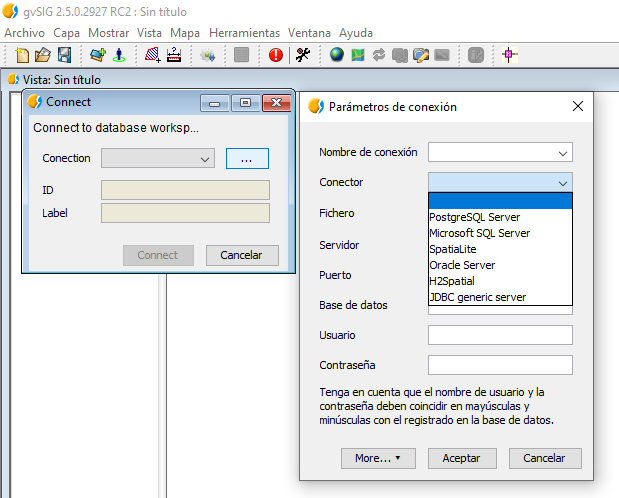 gvSIG 2.5.0.2927 RC2 : Sin título
Archivo Capa Mostrar Vista Mapa Herramientas Ventana Ayuda
Vista: Sin título
Connect
Connect to database worksp...
Conection
...
ID
Label
Connect
Cancelar
Parámetros de conexión
Nombre de conexión
Conector
PostgreSQL Server
Microsoft SQL Server
SpatiaLite
Oracle Server
H2Spatial
JDBC generic server
Fichero
Servidor
Puerto
Base de datos
Usuario
Contraseña
Tenga en cuenta que el nombre de usuario y la
contraseña deben coincidir en mayúsculas y
minúsculas con el registrado en la base de datos.
More...
Aceptar
Cancelar